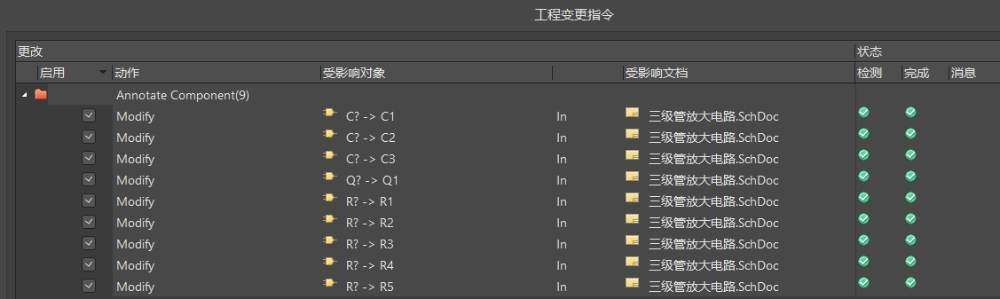 工程变更指令
更改 状态
启用 动作 受影响对象 受影响文档 检测 完成 消息
Annotate Component(9)
Modify C? -> C1 In 三级管放大电路.SchDoc
Modify C? -> C2 In 三级管放大电路.SchDoc
Modify C? -> C3 In 三级管放大电路.SchDoc
Modify Q? -> Q1 In 三级管放大电路.SchDoc
Modify R? -> R1 In 三级管放大电路.SchDoc
Modify R? -> R2 In 三级管放大电路.SchDoc
Modify R? -> R3 In 三级管放大电路.SchDoc
Modify R? -> R4 In 三级管放大电路.SchDoc
Modify R? -> R5 In 三级管放大电路.SchDoc